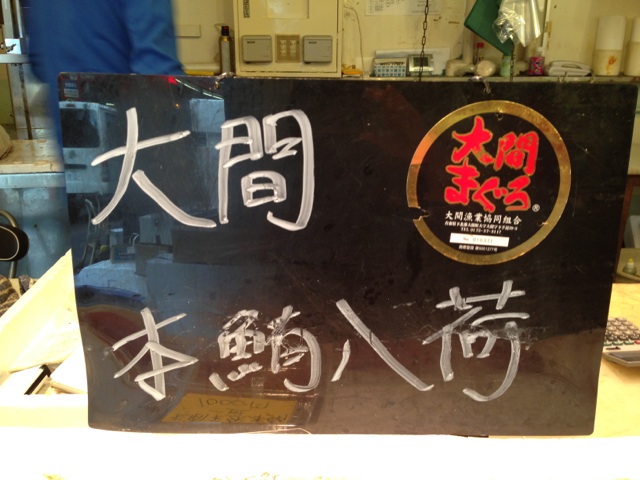 大間
本鮪入荷
大間
まぐろ
®
大間漁業協同組合